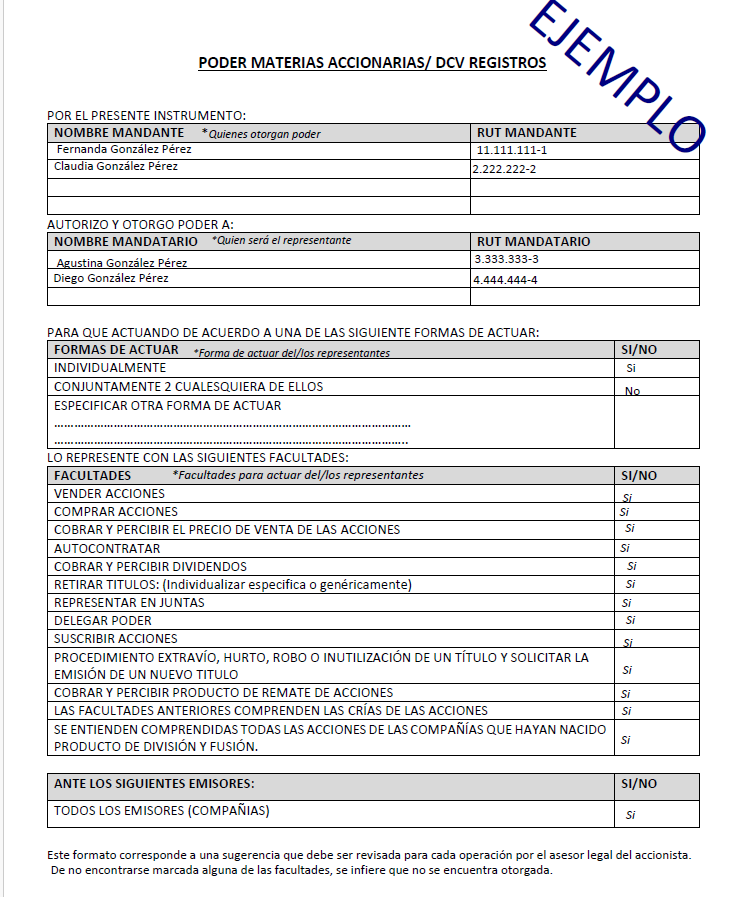 EJEMPLO
PODER MATERIAS ACCIONARIAS/ DCV REGISTROS
POR EL PRESENTE INSTRUMENTO:
NOMBRE MANDANTE *Quienes otorgan poder RUT MANDANTE
Fernanda González Pérez 11.111.111-1
Claudia González Pérez 2.222.222-2
AUTORIZO Y OTORGO PODER A:
NOMBRE MANDATARIO *Quien será el representante RUT MANDATARIO
Agustina González Pérez 3.333.333-3
Diego González Pérez 4.444.444-4
PARA QUE ACTUANDO DE ACUERDO A UNA DE LAS SIGUIENTE FORMAS DE ACTUAR:
FORMAS DE ACTUAR *Forma de actuar del/los representantes SI/NO
INDIVIDUALMENTE Si
CONJUNTAMENTE 2 CUALESQUIERA DE ELLOS No
ESPECIFICAR OTRA FORMA DE ACTUAR
……………………………………………………………………………………………
…………………………………………………………………………………………..
LO REPRESENTE CON LAS SIGUIENTES FACULTADES:
FACULTADES *Facultades para actuar del/los representantes SI/NO
VENDER ACCIONES Si
COMPRAR ACCIONES Si
COBRAR Y PERCIBIR EL PRECIO DE VENTA DE LAS ACCIONES Si
AUTOCONTRATAR Si
COBRAR Y PERCIBIR DIVIDENDOS Si
RETIRAR TITULOS: (Individualizar especifica o genéricamente) Si
REPRESENTAR EN JUNTAS Si
DELEGAR PODER Si
SUSCRIBIR ACCIONES Si
PROCEDIMIENTO EXTRAVÍO, HURTO, ROBO O INUTILIZACIÓN DE UN TÍTULO Y SOLICITAR LA
EMISIÓN DE UN NUEVO TITULO Si
COBRAR Y PERCIBIR PRODUCTO DE REMATE DE ACCIONES Si
LAS FACULTADES ANTERIORES COMPRENDEN LAS CRÍAS DE LAS ACCIONES Si
SE ENTIENDEN COMPRENDIDAS TODAS LAS ACCIONES DE LAS COMPAÑÍAS QUE HAYAN NACIDO
PRODUCTO DE DIVISIÓN Y FUSIÓN. Si
ANTE LOS SIGUIENTES EMISORES: SI/NO
TODOS LOS EMISORES (COMPAÑIAS) Si
Este formato corresponde a una sugerencia que debe ser revisada para cada operación por el asesor legal del accionista.
De no encontrarse marcada alguna de las facultades, se infiere que no se encuentra otorgada.